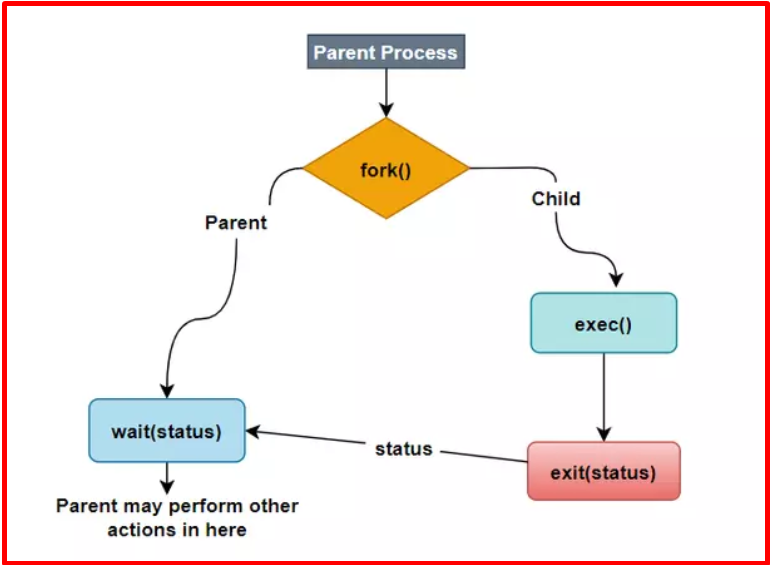 Parent Process
fork()
Parent
Child
exec()
wait(status)
status
exit(status)
Parent may perform other
actions in here